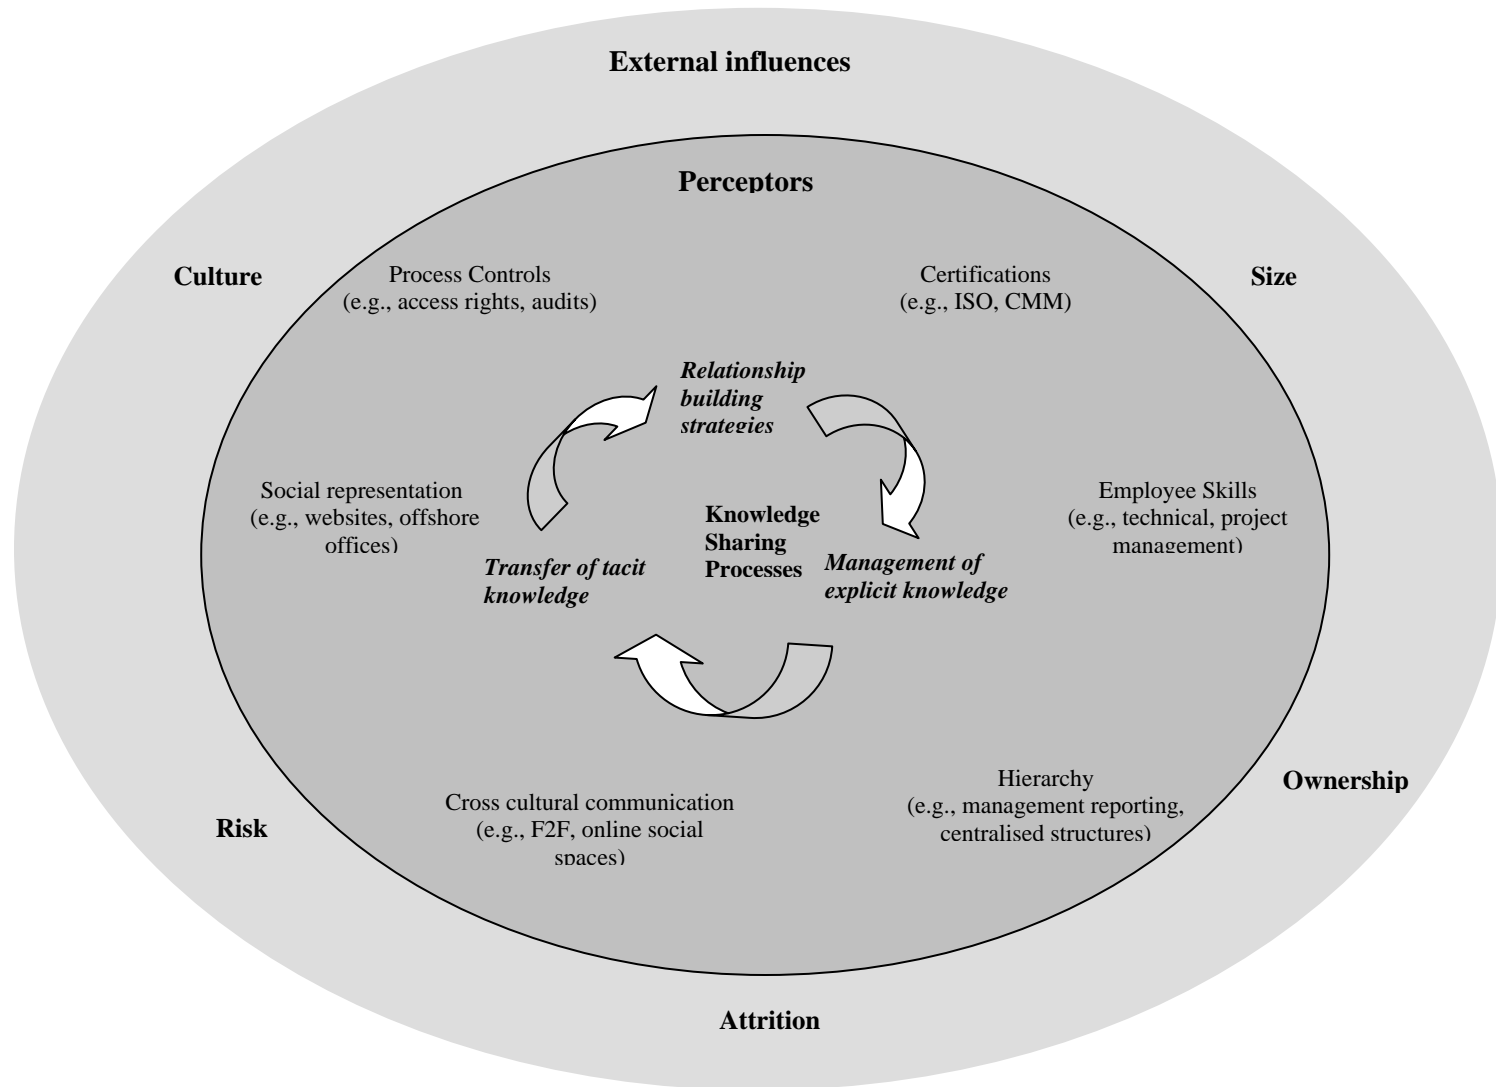 External influences
Perceptors
Culture
Process Controls
(e.g., access rights, audits)
Certifications
(e.g., ISO, CMM)
Size
Relationship
building
strategies
Social representation
(e.g., websites, offshore
offices)
Employee Skills
(e.g., technical, project
management)
Knowledge
Sharing
Processes
Transfer of tacit
knowledge
Management of
explicit knowledge
Cross cultural communication
(e.g., F2F, online social
spaces)
Hierarchy
(e.g., management reporting,
centralised structures)
Ownership
Risk
Attrition